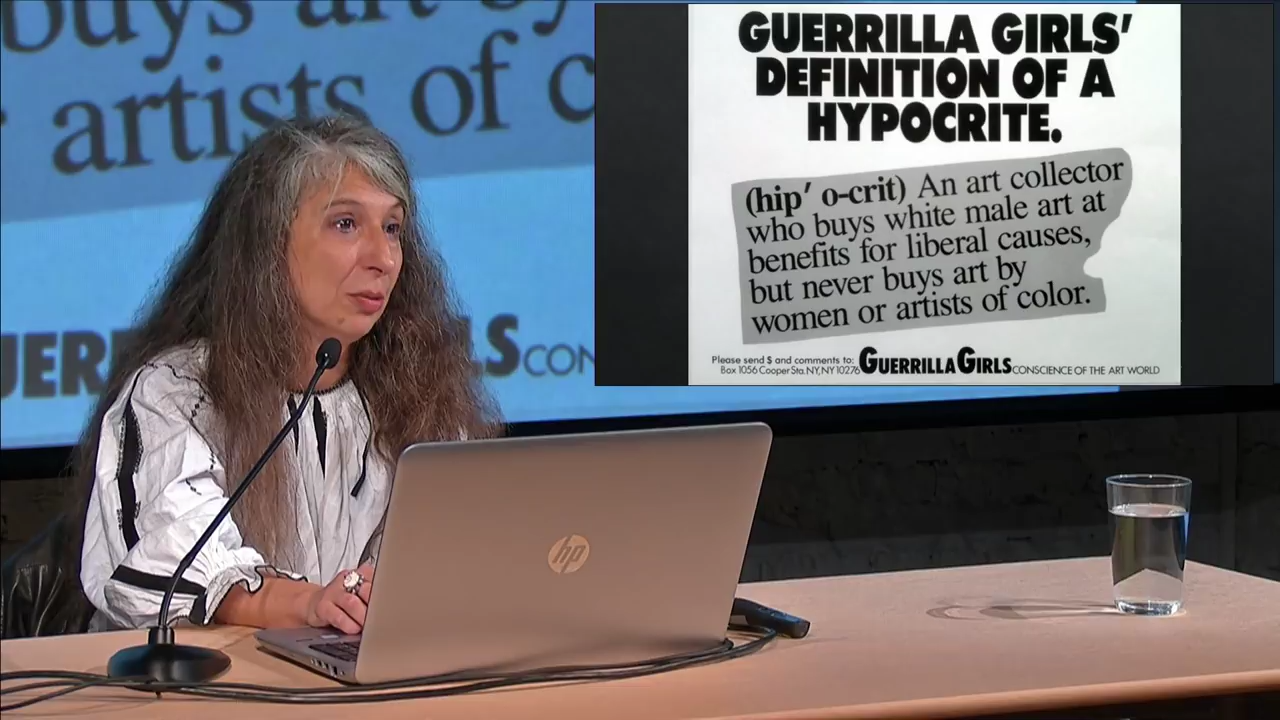 buys art by
artists of c
UER
LS CON
GUERRILLA GIRLS'
DEFINITION OF A
HYPOCRITE.
(hip′ o-crit) An art collector
who buys white male art at
benefits for liberal causes,
but never buys art by
women or artists of color.
Please send $ and comments to:
Box 1056 Cooper Sta. NY, NY 10276 GUERRILLA GIRLS CONSCIENCE OF THE ART WORLD
hp